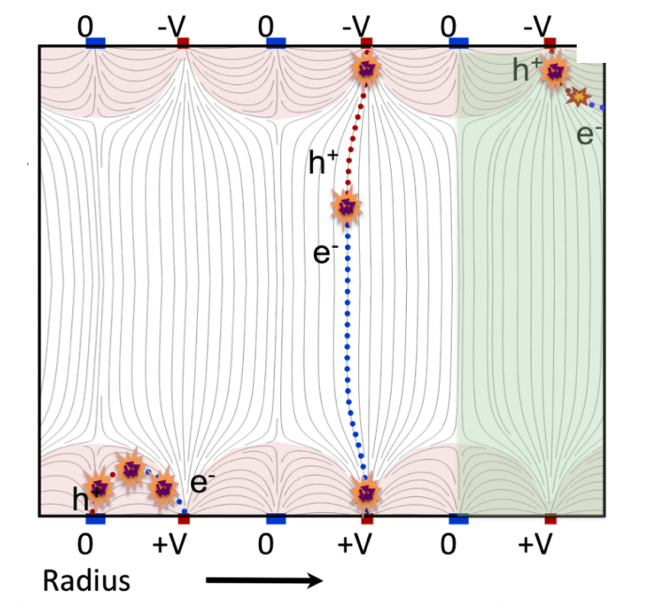 0 -V 0 -V 0 -V
h⁺
e⁻
h⁺
e⁻
h⁺
e⁻
0 +V 0 +V 0 +V
Radius